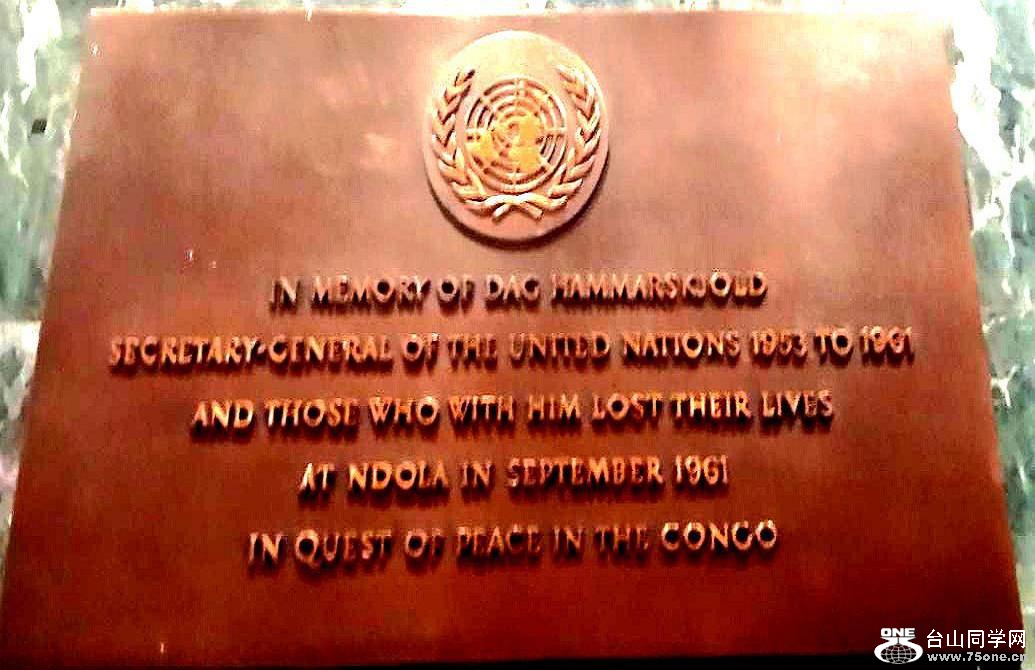 IN MEMORY OF DAG HAMMARSKJOLD
SECRETARY-GENERAL OF THE UNITED NATIONS 1953 TO 1961
AND THOSE WHO WITH HIM LOST THEIR LIVES
AT NDOLA IN SEPTEMBER 1961
IN QUEST OF PEACE IN THE CONGO
ONE 台山同学网
www.75one.cn